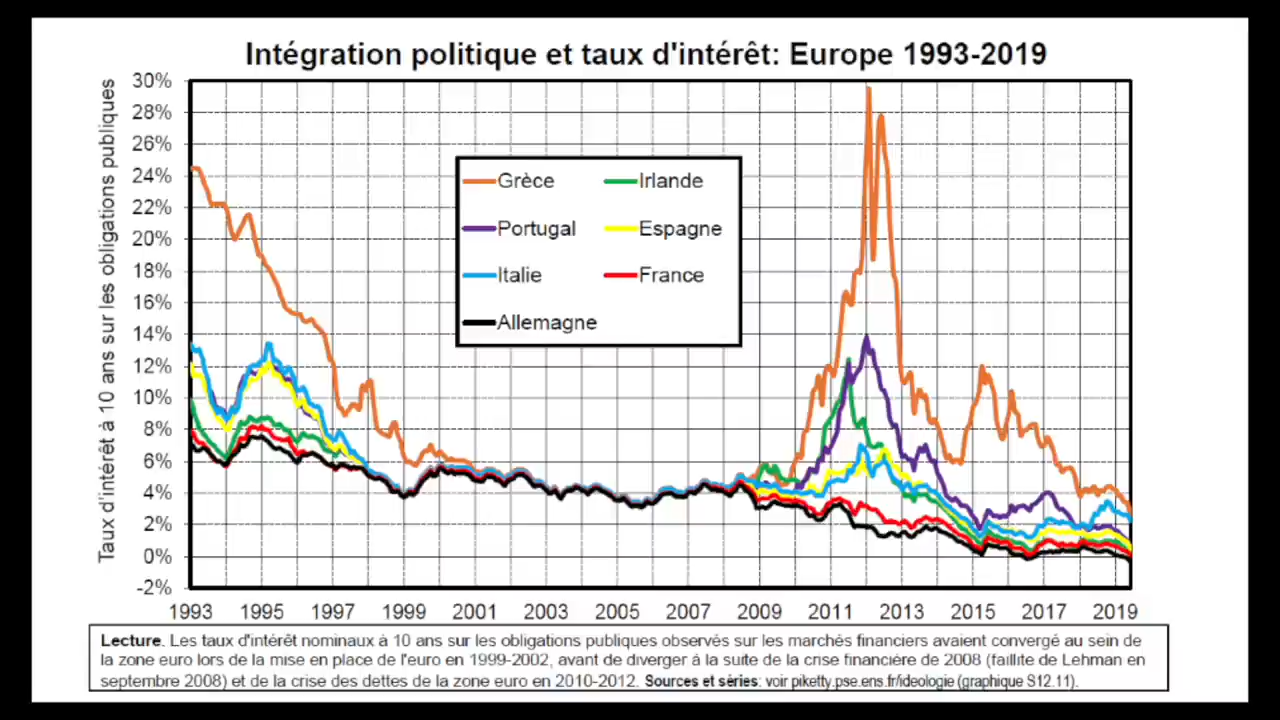 Intégration politique et taux d'intérêt: Europe 1993-2019
Taux d'intérêt à 10 ans sur les obligations publiques
30%
28%
26%
24%
22%
20%
18%
16%
14%
12%
10%
8%
6%
4%
2%
0%
-2%
Grèce Irlande
Portugal Espagne
Italie France
Allemagne
1993 1995 1997 1999 2001 2003 2005 2007 2009 2011 2013 2015 2017 2019
Lecture. Les taux d'intérêt nominaux à 10 ans sur les obligations publiques observés sur les marchés financiers avaient convergé au sein de
la zone euro lors de la mise en place de l'euro en 1999-2002, avant de diverger à la suite de la crise financière de 2008 (faillite de Lehman en
septembre 2008) et de la crise des dettes de la zone euro en 2010-2012. Sources et séries: voir piketty.pse.ens.fr/ideologie (graphique S12.11).